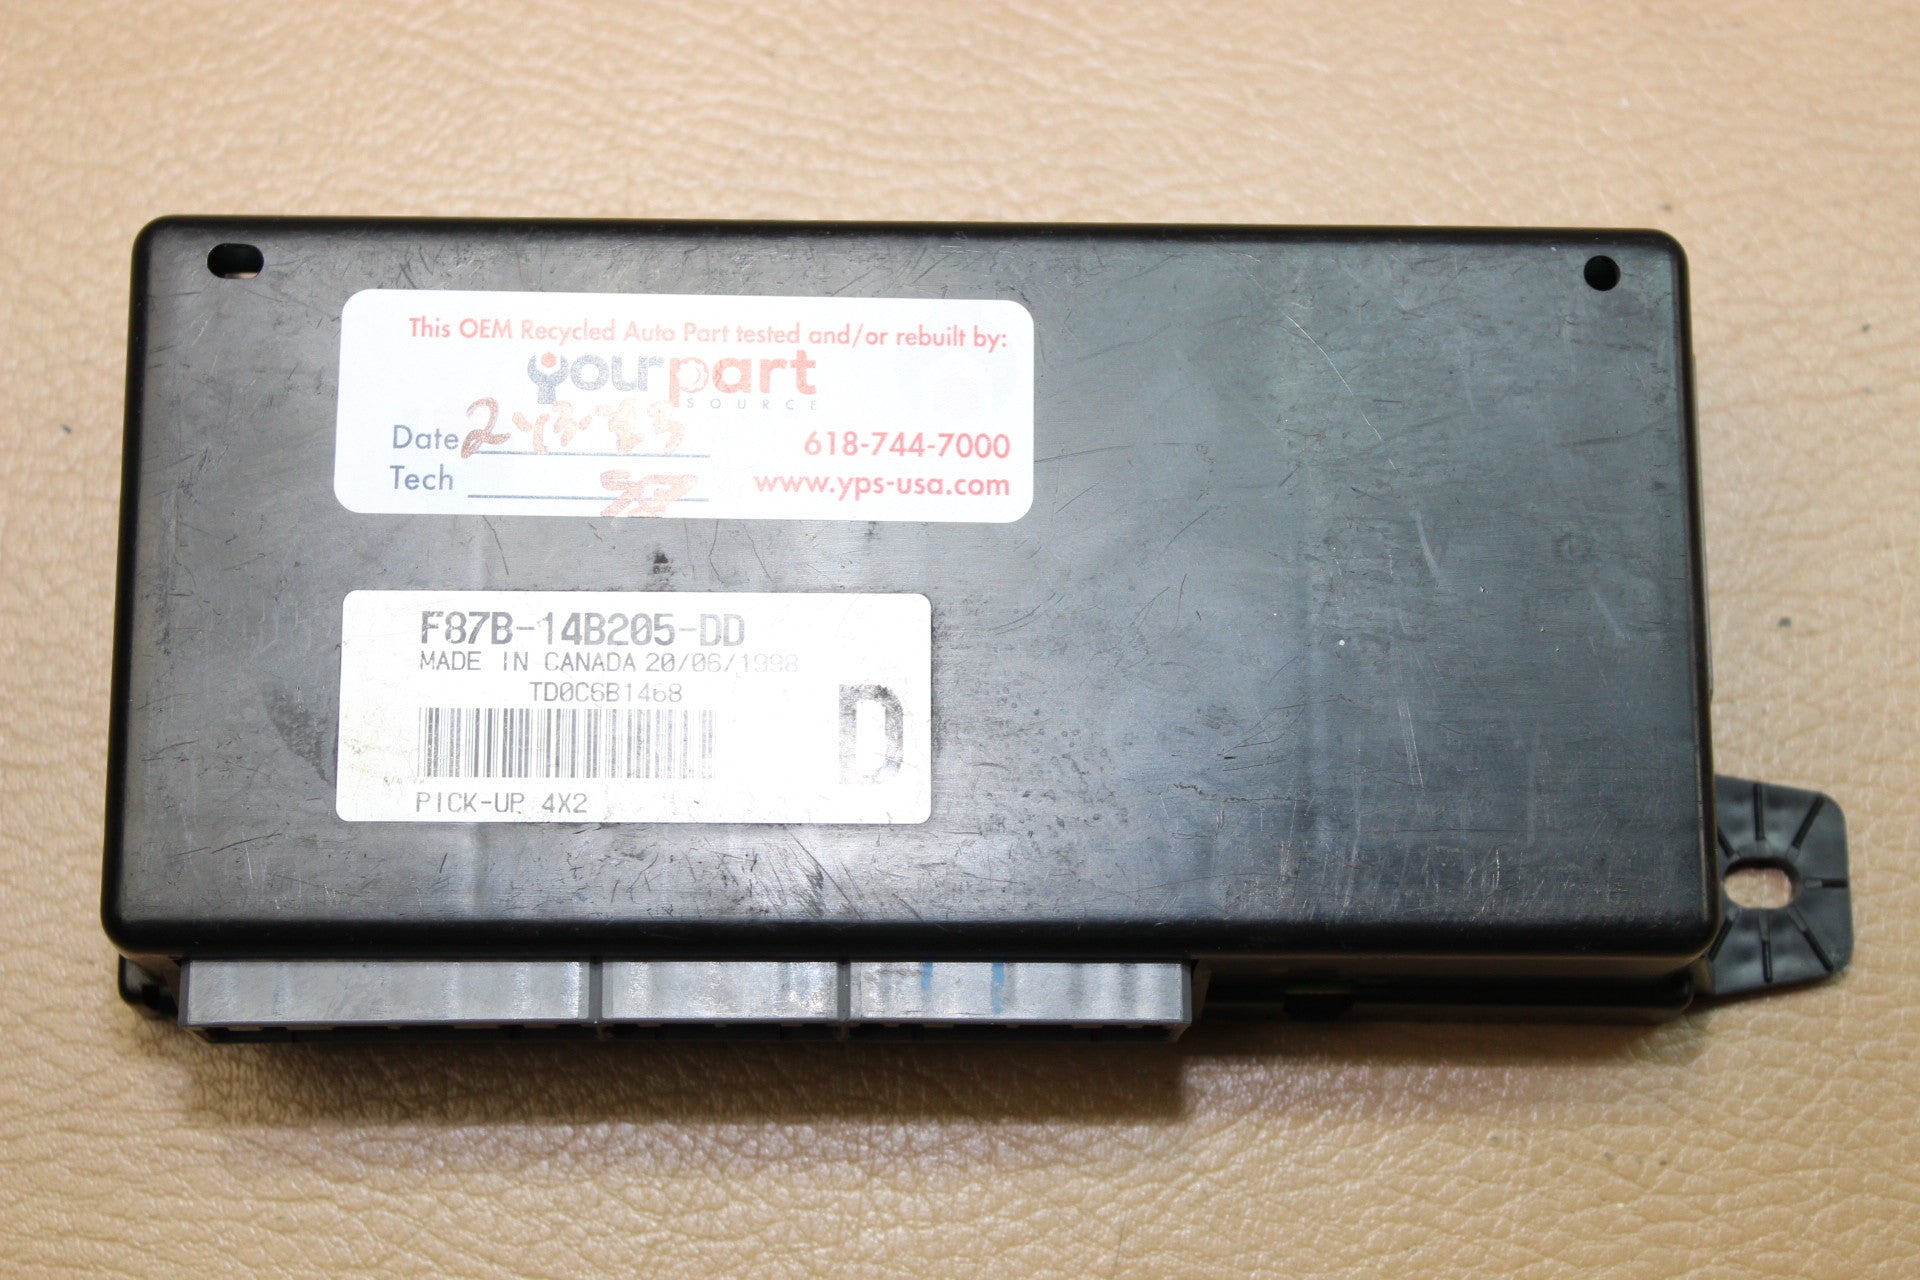 This OEM Recycled Auto Part tested and/or rebuilt by:
yourpart
SOURCE
Date 618-744-7000
Tech www.yps-usa.com
F87B-14B205-DD
MADE IN CANADA 20/06/1998
TD0C6B1468
D
PICK-UP 4X2